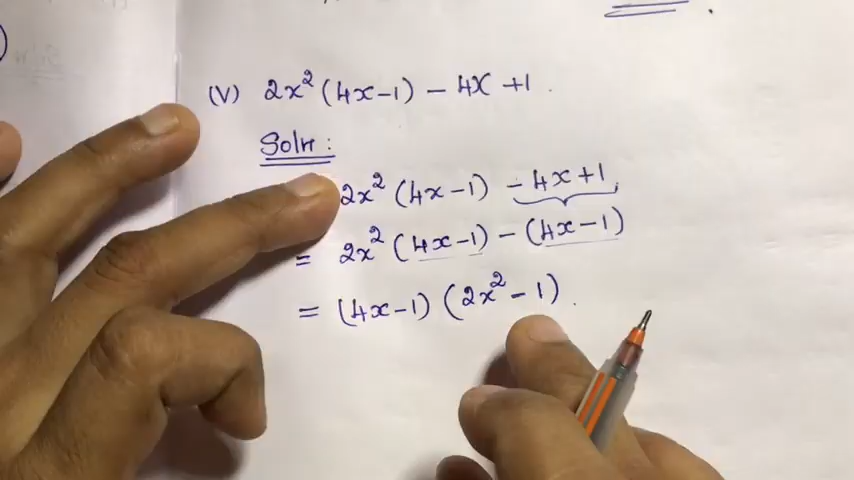 (V) 2x² (4x-1) - 4x + 1.
Soln:
2x² (4x-1) - 4x + 1,
= 2x² (4x-1) - (4x-1)
= (4x-1) (2x² - 1).